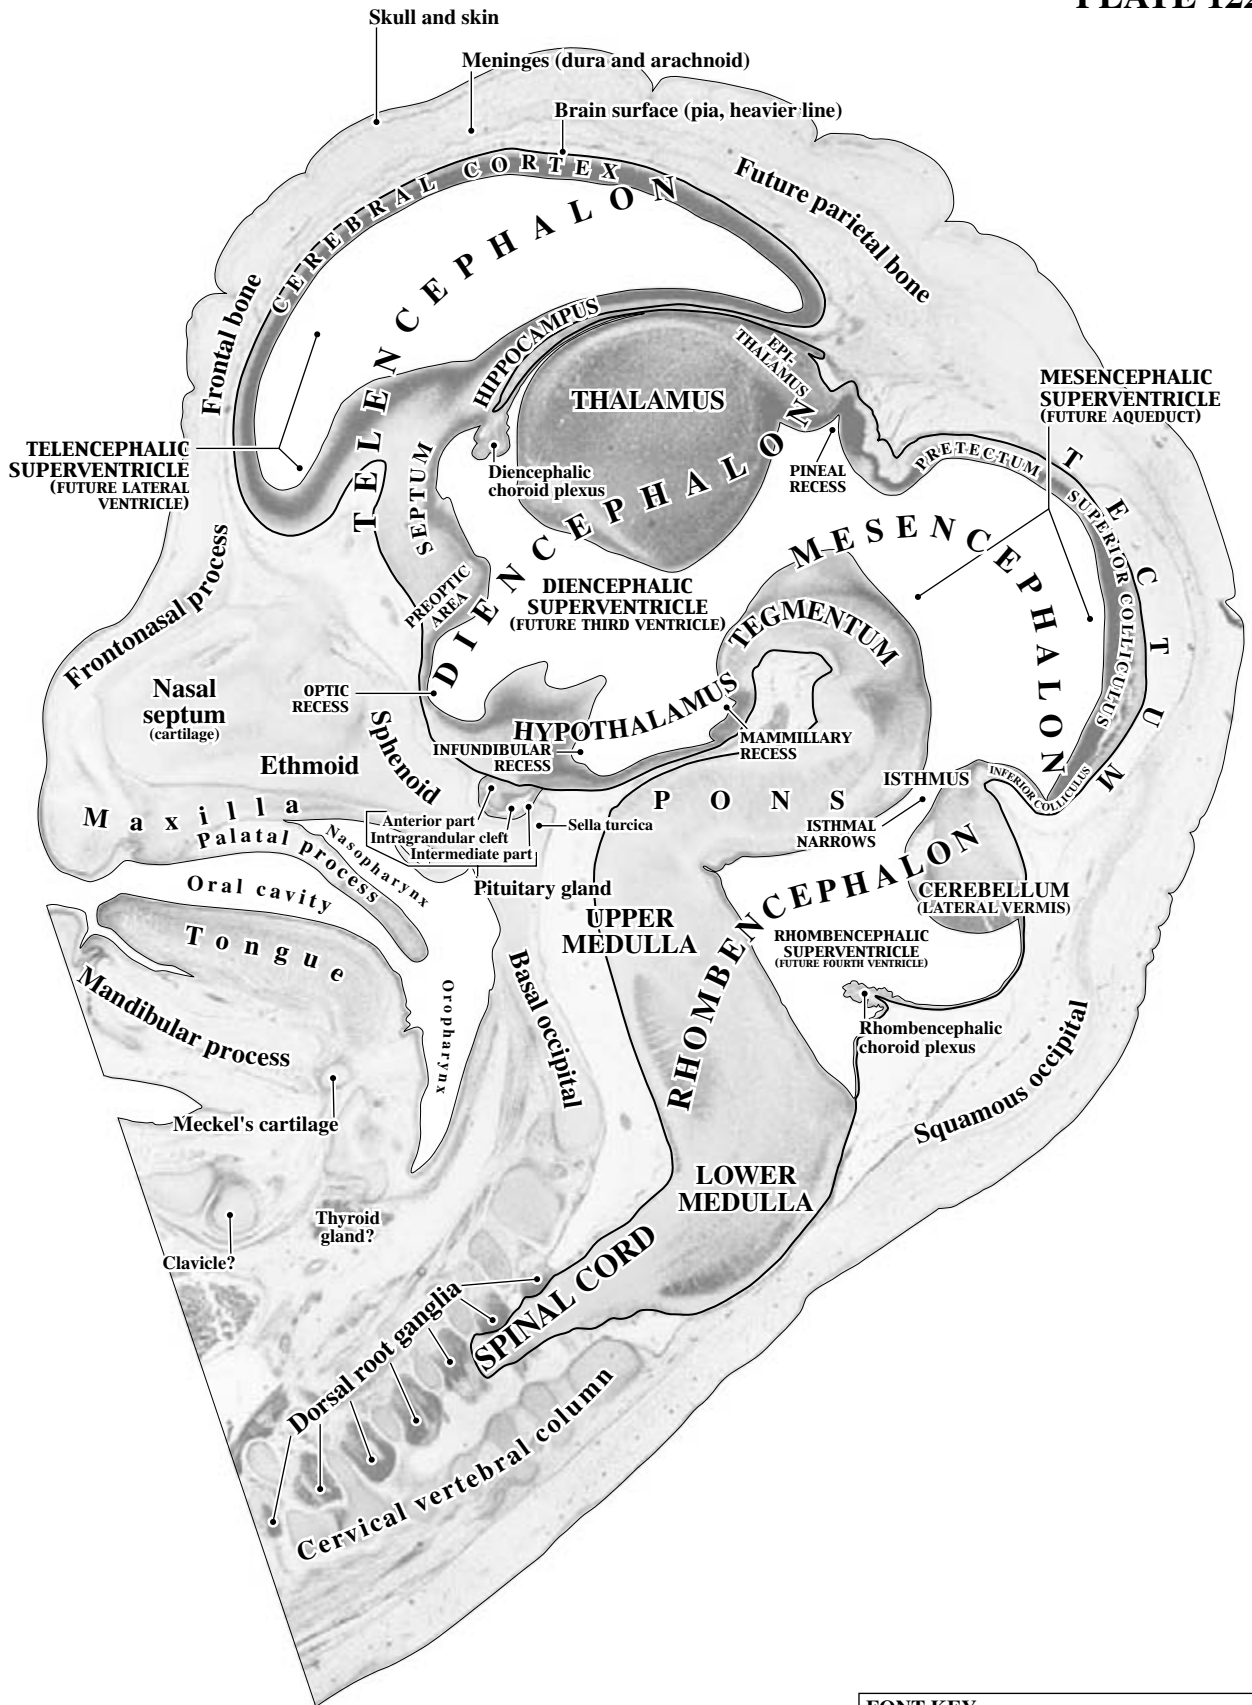 PLATE 122
Skull and skin
Meninges (dura and arachnoid)
Brain surface (pia, heavier line)
CEREBRAL CORTEX
TELENCEPHALON
Future parietal bone
Frontal bone
HIPPOCAMPUS
EPI-
THALAMUS
THALAMUS
MESENCEPHALIC
SUPERVENTRICLE
(FUTURE AQUEDUCT)
TELENCEPHALIC
SUPERVENTRICLE
(FUTURE LATERAL
VENTRICLE)
SEPTUM
Diencephalic
choroid plexus
DIENCEPHALON
PINEAL
RECESS
PRETECTUM
TECTUM
SUPERIOR COLLICULUS
MESENCEPHALON
Frontonasal process
PREOPTIC
AREA
DIENCEPHALIC
SUPERVENTRICLE
(FUTURE THIRD VENTRICLE)
TEGMENTUM
Nasal
septum
(cartilage)
OPTIC
RECESS
Sphenoid
HYPOTHALAMUS
INFUNDIBULAR
RECESS
MAMMILLARY
RECESS
Ethmoid
ISTHMUS
INFERIOR COLLICULUS
PONS
Maxilla
Anterior part
Intragrandular cleft
Intermediate part
Sella turcica
ISTHMAL
NARROWS
Palatal process
Nasopharynx
Pituitary gland
Oral cavity
RHOMBENCEPHALON
CEREBELLUM
(LATERAL VERMIS)
UPPER
MEDULLA
RHOMBENCEPHALIC
SUPERVENTRICLE
(FUTURE FOURTH VENTRICLE)
Tongue
Mandibular process
Oropharynx
Basal occipital
Rhombencephalic
choroid plexus
Squamous occipital
Meckel's cartilage
LOWER
MEDULLA
Thyroid
gland?
Clavicle?
SPINAL CORD
Dorsal root ganglia
Cervical vertebral column
FONT KEY